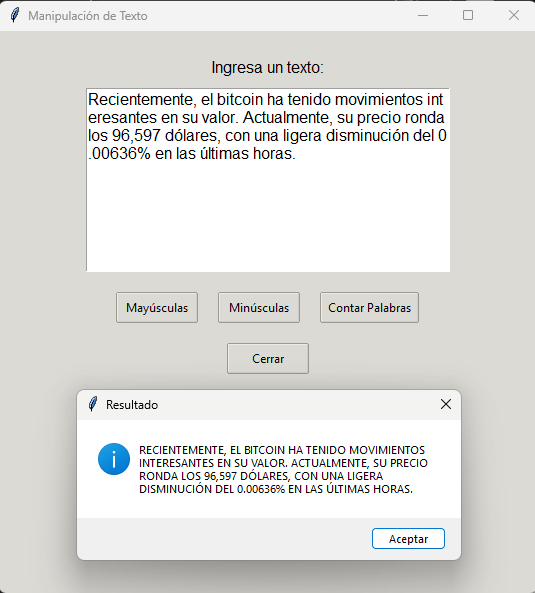 Manipulación de Texto
Ingresa un texto:
Recientemente, el bitcoin ha tenido movimientos int
eresantes en su valor. Actualmente, su precio ronda
los 96,597 dólares, con una ligera disminución del 0
.00636% en las últimas horas.
Mayúsculas Minúsculas Contar Palabras
Cerrar
Resultado
RECIENTEMENTE, EL BITCOIN HA TENIDO MOVIMIENTOS
INTERESANTES EN SU VALOR. ACTUALMENTE, SU PRECIO
RONDA LOS 96,597 DÓLARES, CON UNA LIGERA
DISMINUCIÓN DEL 0.00636% EN LAS ÚLTIMAS HORAS.
Aceptar